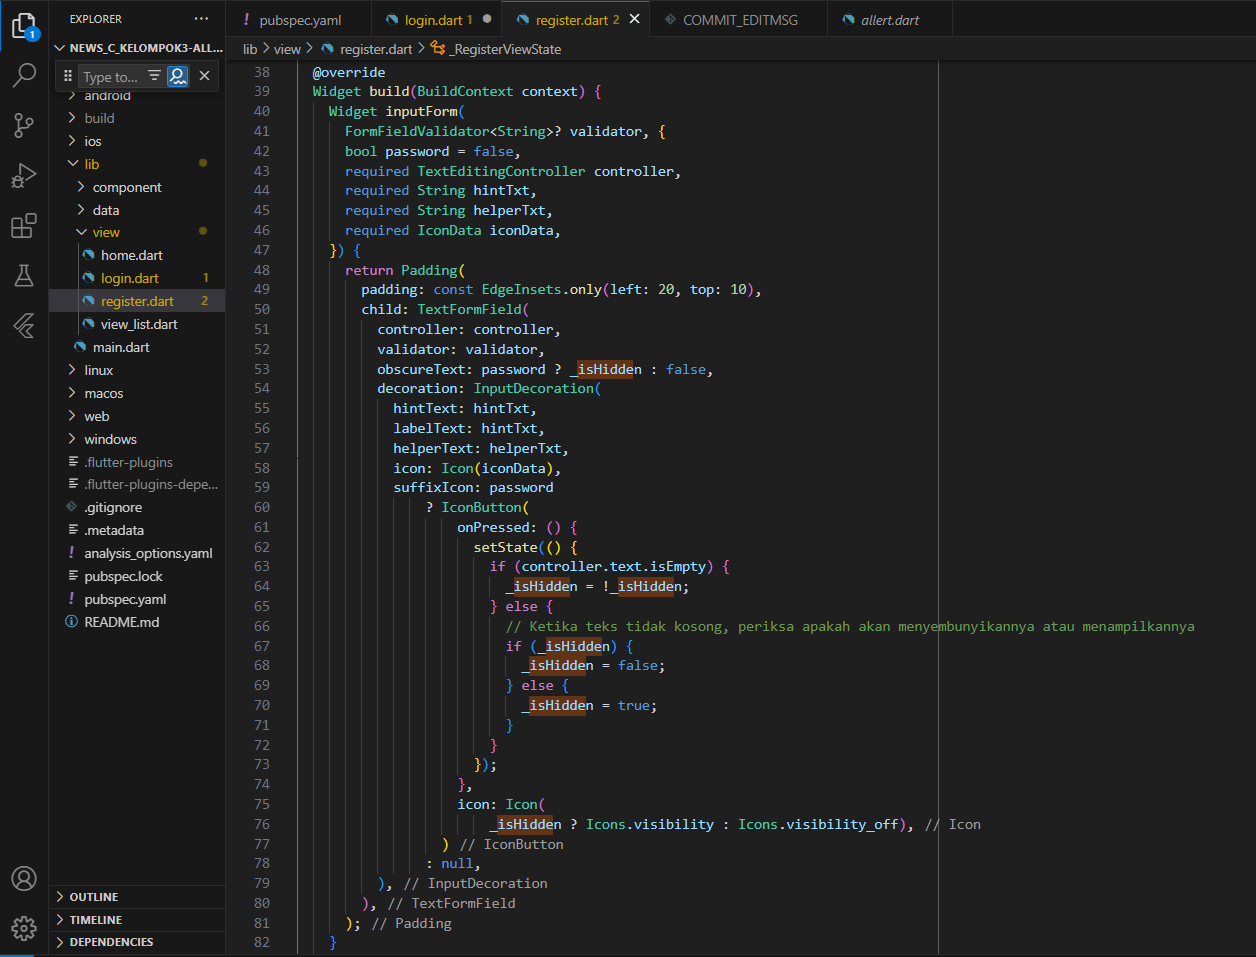 EXPLORER
···
pubspec.yaml
login.dart 1
register.dart 2
COMMIT_EDITMSG
allert.dart
1
NEWS_C_KELOMPOK3-ALL...
Type to...
android
build
ios
lib
component
data
view
home.dart
login.dart 1
register.dart 2
view_list.dart
main.dart
linux
macos
web
windows
.flutter-plugins
.flutter-plugins-depe...
.gitignore
.metadata
! analysis_options.yaml
pubspec.lock
! pubspec.yaml
README.md
OUTLINE
TIMELINE
DEPENDENCIES
lib > view > register.dart > _RegisterViewState
38 @override
39 Widget build(BuildContext context) {
40 Widget inputForm(
41 FormFieldValidator<String>? validator, {
42 bool password = false,
43 required TextEditingController controller,
44 required String hintTxt,
45 required String helperTxt,
46 required IconData iconData,
47 }) {
48 return Padding(
49 padding: const EdgeInsets.only(left: 20, top: 10),
50 child: TextFormField(
51 controller: controller,
52 validator: validator,
53 obscureText: password ? _isHidden : false,
54 decoration: InputDecoration(
55 hintText: hintTxt,
56 labelText: hintTxt,
57 helperText: helperTxt,
58 icon: Icon(iconData),
59 suffixIcon: password
60 ? IconButton(
61 onPressed: () {
62 setState(() {
63 if (controller.text.isEmpty) {
64 _isHidden = !_isHidden;
65 } else {
66 // Ketika teks tidak kosong, periksa apakah akan menyembunyikannya atau menampilkannya
67 if (_isHidden) {
68 _isHidden = false;
69 } else {
70 _isHidden = true;
71 }
72 }
73 });
74 },
75 icon: Icon(
76 _isHidden ? Icons.visibility : Icons.visibility_off), // Icon
77 ) // IconButton
78 : null,
79 ), // InputDecoration
80 ), // TextFormField
81 ); // Padding
82 }